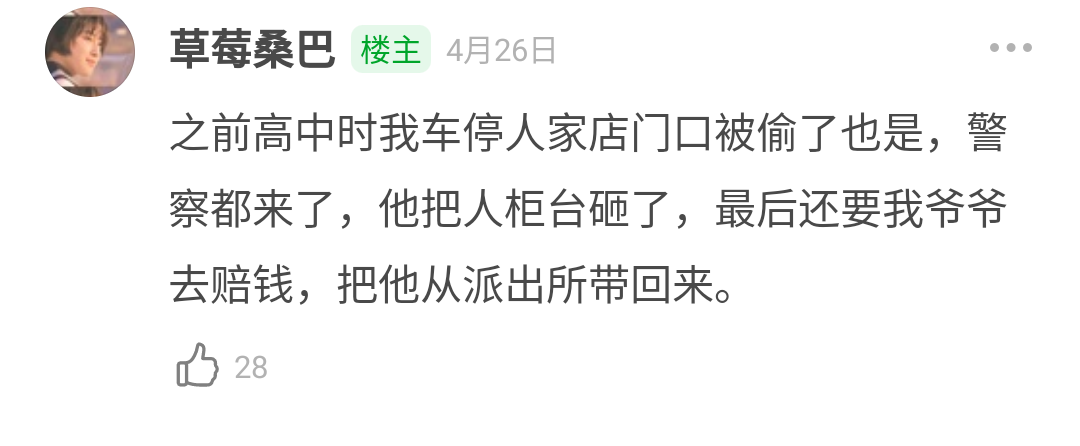 草莓桑巴 楼主 4月26日
之前高中时我车停人家店门口被偷了也是，警
察都来了，他把人柜台砸了，最后还要我爷爷
去赔钱，把他从派出所带回来。
28